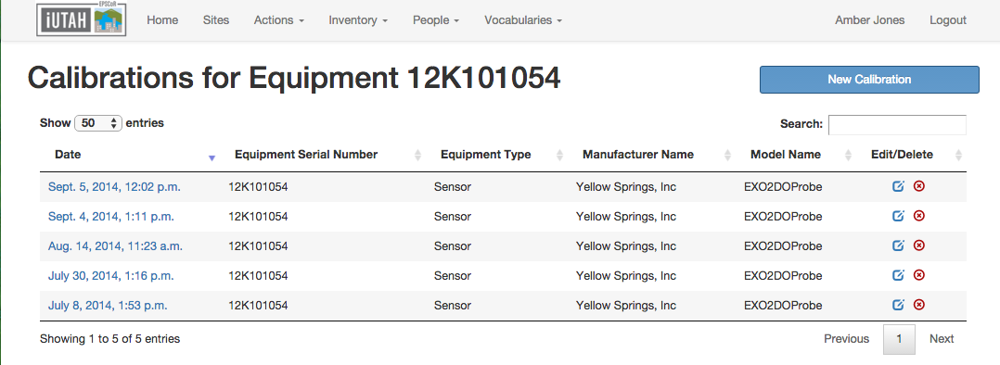 EPSCoR
iUTAH Home Sites Actions Inventory People Vocabularies Amber Jones Logout
Calibrations for Equipment 12K101054 New Calibration
Show 50 entries Search:
Date Equipment Serial Number Equipment Type Manufacturer Name Model Name Edit/Delete
Sept. 5, 2014, 12:02 p.m. 12K101054 Sensor Yellow Springs, Inc EXO2DOProbe
Sept. 4, 2014, 1:11 p.m. 12K101054 Sensor Yellow Springs, Inc EXO2DOProbe
Aug. 14, 2014, 11:23 a.m. 12K101054 Sensor Yellow Springs, Inc EXO2DOProbe
July 30, 2014, 1:16 p.m. 12K101054 Sensor Yellow Springs, Inc EXO2DOProbe
July 8, 2014, 1:53 p.m. 12K101054 Sensor Yellow Springs, Inc EXO2DOProbe
Showing 1 to 5 of 5 entries Previous 1 Next